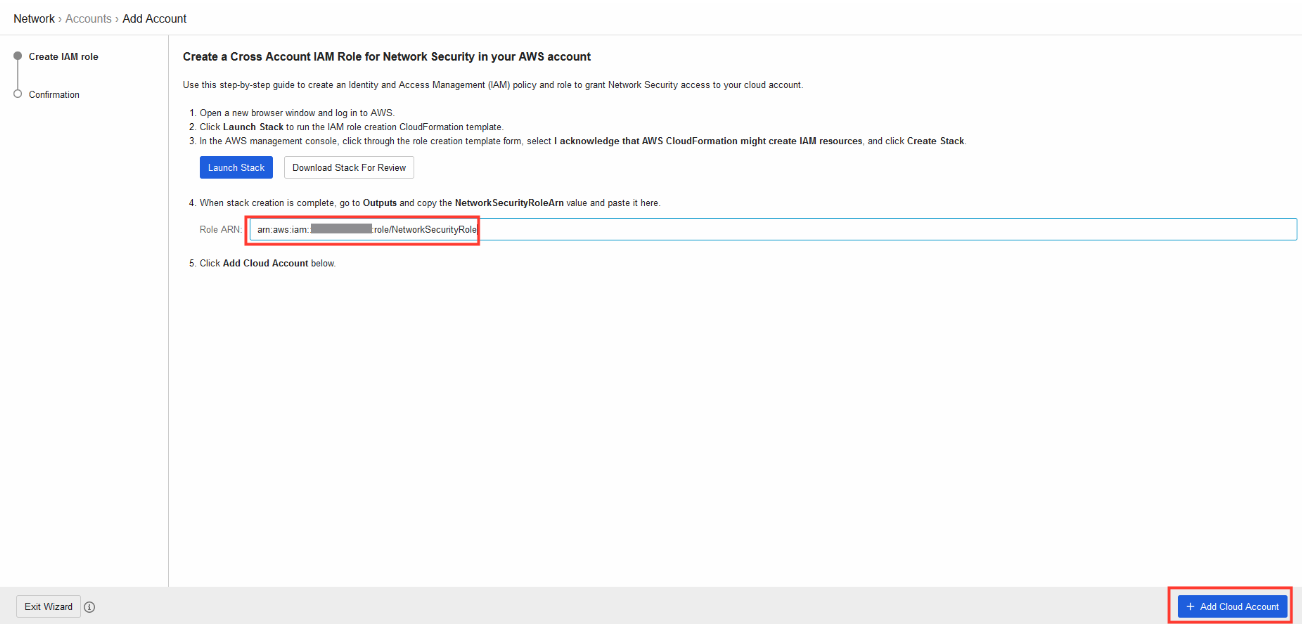 Network › Accounts › Add Account
Create IAM role
Confirmation
Create a Cross Account IAM Role for Network Security in your AWS account
Use this step-by-step guide to create an Identity and Access Management (IAM) policy and role to grant Network Security access to your cloud account.
1. Open a new browser window and log in to AWS.
2. Click Launch Stack to run the IAM role creation CloudFormation template.
3. In the AWS management console, click through the role creation template form, select I acknowledge that AWS CloudFormation might create IAM resources, and click Create Stack.
Launch Stack Download Stack For Review
4. When stack creation is complete, go to Outputs and copy the NetworkSecurityRoleArn value and paste it here.
Role ARN: arn:aws:iam: :role/NetworkSecurityRole
5. Click Add Cloud Account below.
Exit Wizard + Add Cloud Account